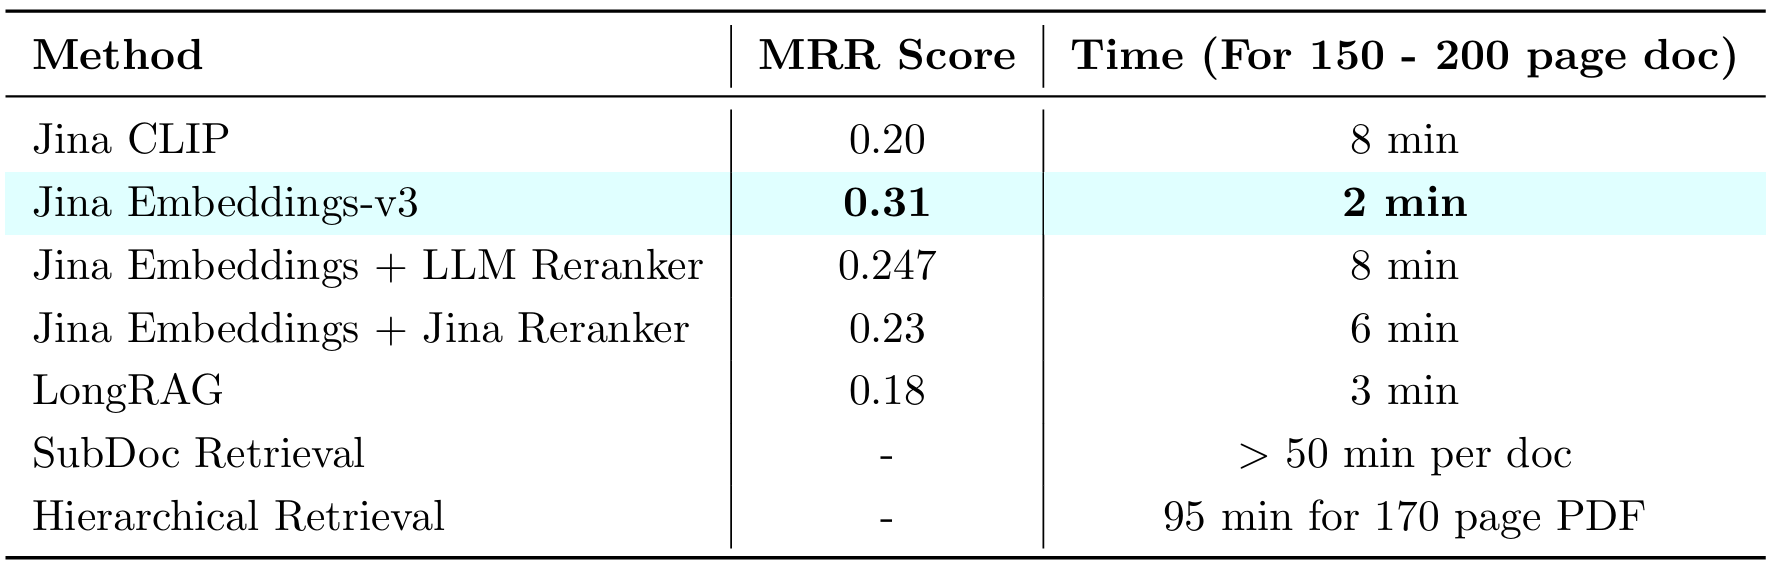 Method MRR Score Time (For 150 - 200 page doc)
Jina CLIP 0.20 8 min
Jina Embeddings-v3 0.31 2 min
Jina Embeddings + LLM Reranker 0.247 8 min
Jina Embeddings + Jina Reranker 0.23 6 min
LongRAG 0.18 3 min
SubDoc Retrieval - > 50 min per doc
Hierarchical Retrieval - 95 min for 170 page PDF